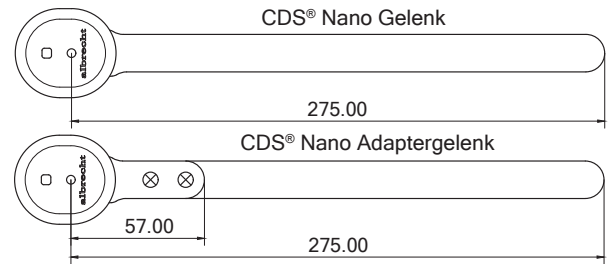 CDS® Nano Gelenk
albrecht
275.00
CDS® Nano Adaptergelenk
albrecht
57.00
275.00